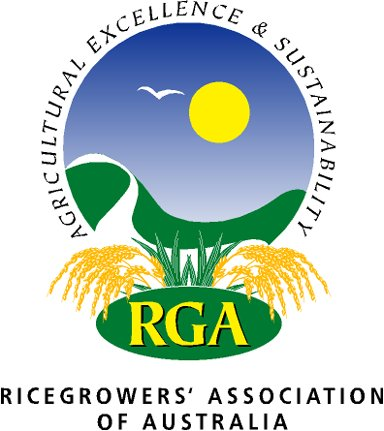 AGRICULTURAL EXCELLENCE & SUSTAINABILITY
RGA
RICEGROWERS' ASSOCIATION
OF AUSTRALIA